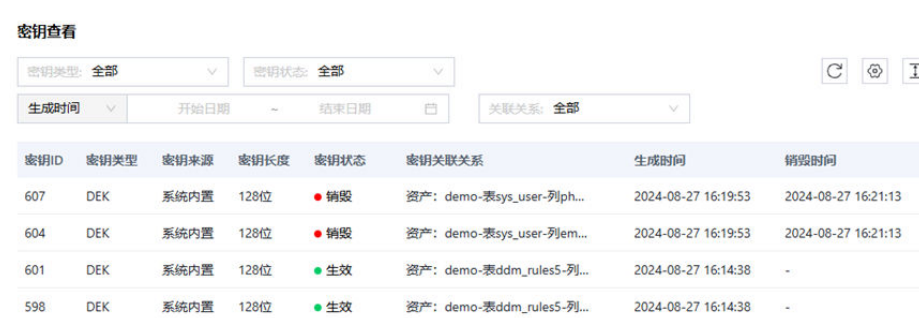 密钥查看
密钥类型: 全部 密钥状态: 全部
生成时间 开始日期 ~ 结束日期 关联关系: 全部
密钥ID 密钥类型 密钥来源 密钥长度 密钥状态 密钥关联关系 生成时间 销毁时间
607 DEK 系统内置 128位 销毁 资产：demo-表sys_user-列ph... 2024-08-27 16:19:53 2024-08-27 16:21:13
604 DEK 系统内置 128位 销毁 资产：demo-表sys_user-列em... 2024-08-27 16:19:53 2024-08-27 16:21:13
601 DEK 系统内置 128位 生效 资产：demo-表ddm_rules5-列... 2024-08-27 16:14:38 -
598 DEK 系统内置 128位 生效 资产：demo-表ddm_rules5-列... 2024-08-27 16:14:38 -